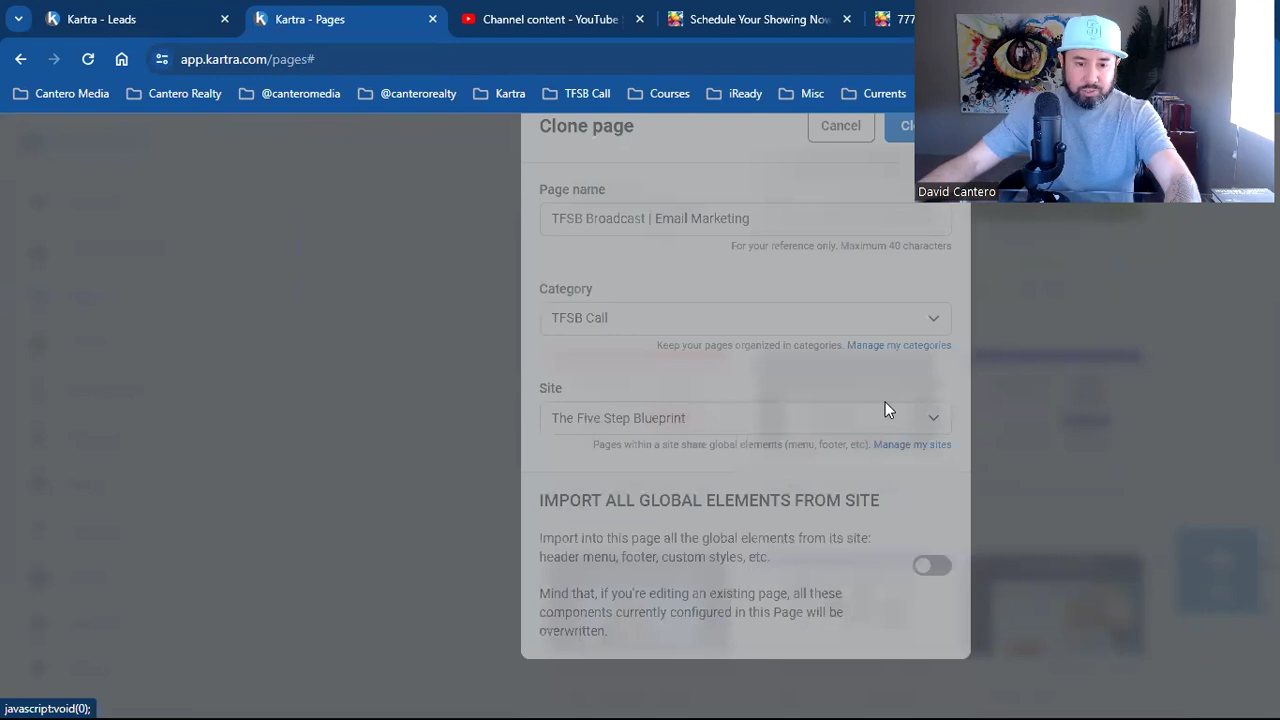 Kartra - Leads
Kartra - Pages
Channel content - YouTube
Schedule Your Showing Now
777
app.kartra.com/pages#
Cantero Media
Cantero Realty
@canteromedia
@canterorealty
Kartra
TFSB Call
Courses
iReady
Misc
Currents
David Cantero
Clone page
Cancel
Page name
TFSB Broadcast | Email Marketing
For your reference only. Maximum 40 characters
Category
TFSB Call
Keep your pages organized in categories. Manage my categories
Site
The Five Step Blueprint
Pages within a site share global elements (menu, footer, etc). Manage my sites
IMPORT ALL GLOBAL ELEMENTS FROM SITE
Import into this page all the global elements from its site:
header menu, footer, custom styles, etc.
Mind that, if you're editing an existing page, all these
components currently configured in this Page will be
overwritten.
javascript:void(0);